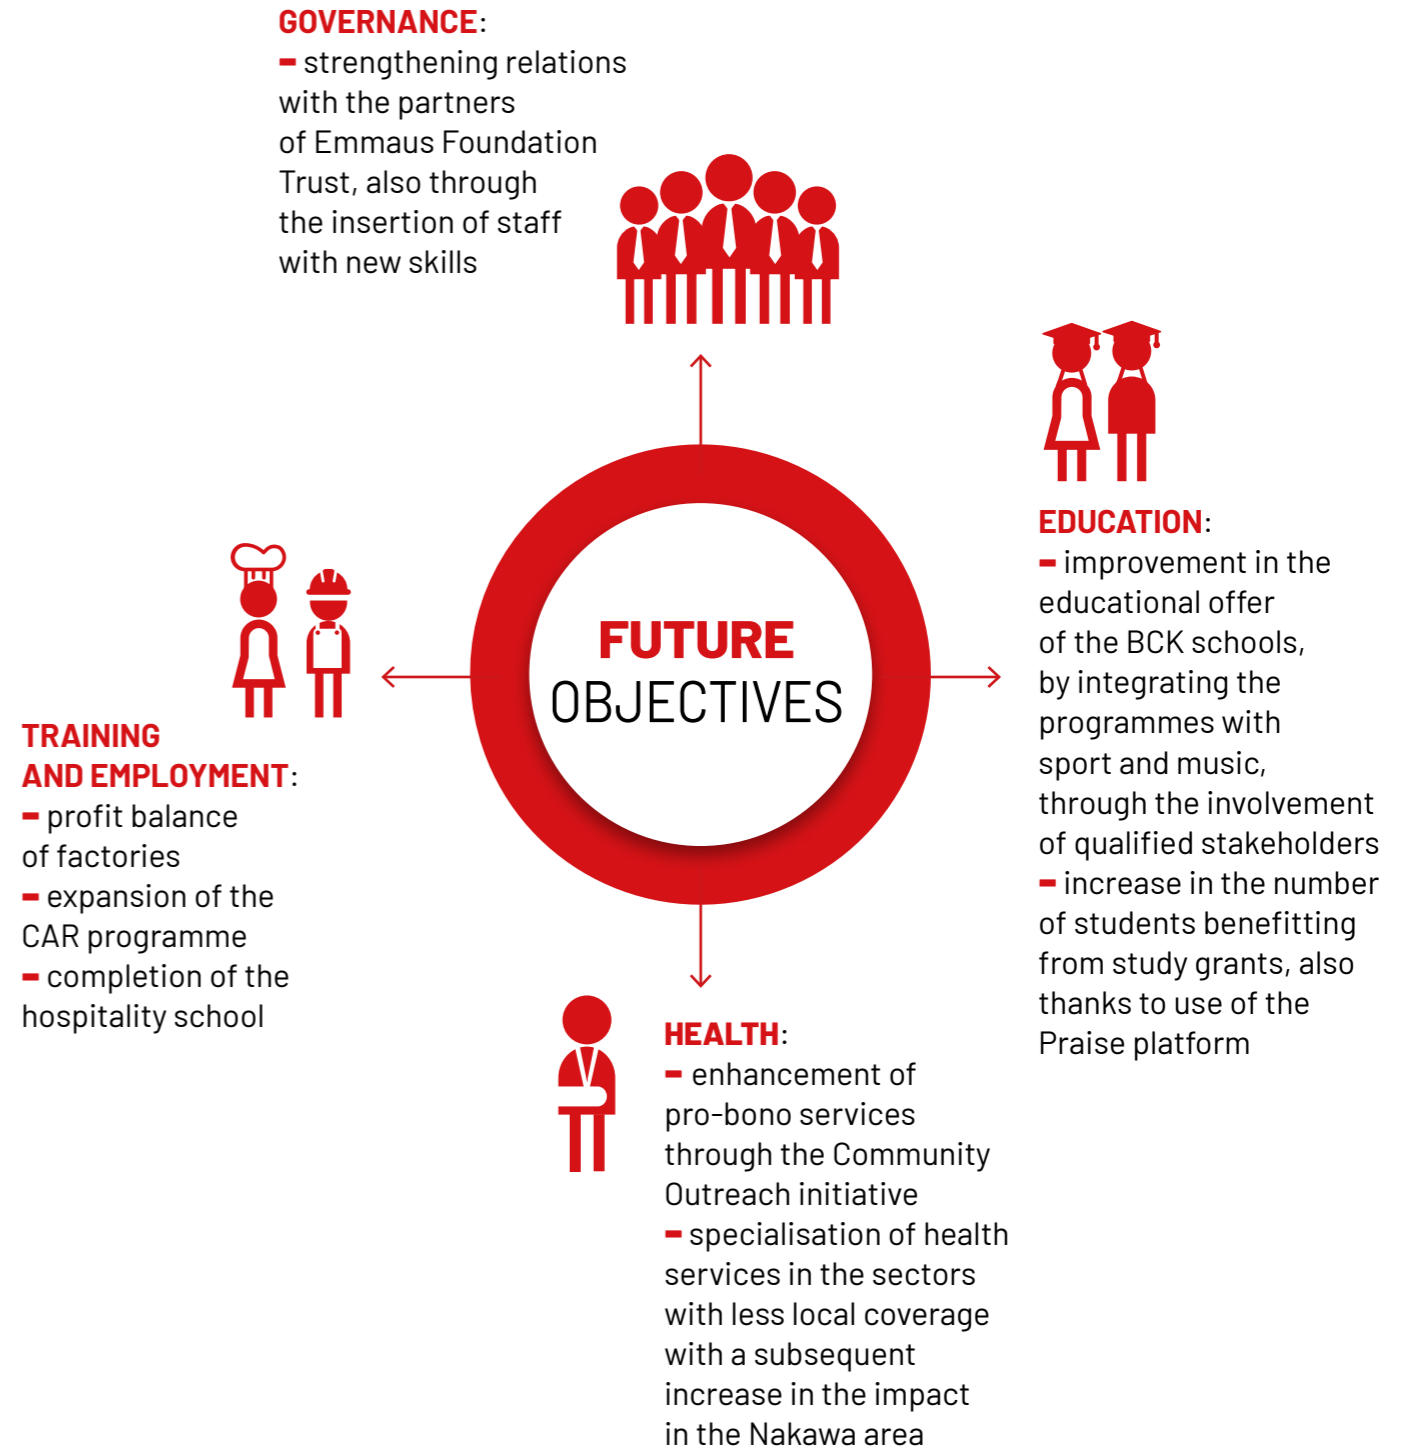 GOVERNANCE:
- strengthening relations
with the partners
of Emmaus Foundation
Trust, also through
the insertion of staff
with new skills
FUTURE
OBJECTIVES
EDUCATION:
- improvement in the
educational offer
of the BCK schools,
by integrating the
programmes with
sport and music,
through the involvement
of qualified stakeholders
- increase in the number
of students benefitting
from study grants, also
thanks to use of the
Praise platform
TRAINING
AND EMPLOYMENT:
- profit balance
of factories
- expansion of the
CAR programme
- completion of the
hospitality school
HEALTH:
- enhancement of
pro-bono services
through the Community
Outreach initiative
- specialisation of health
services in the sectors
with less local coverage
with a subsequent
increase in the impact
in the Nakawa area